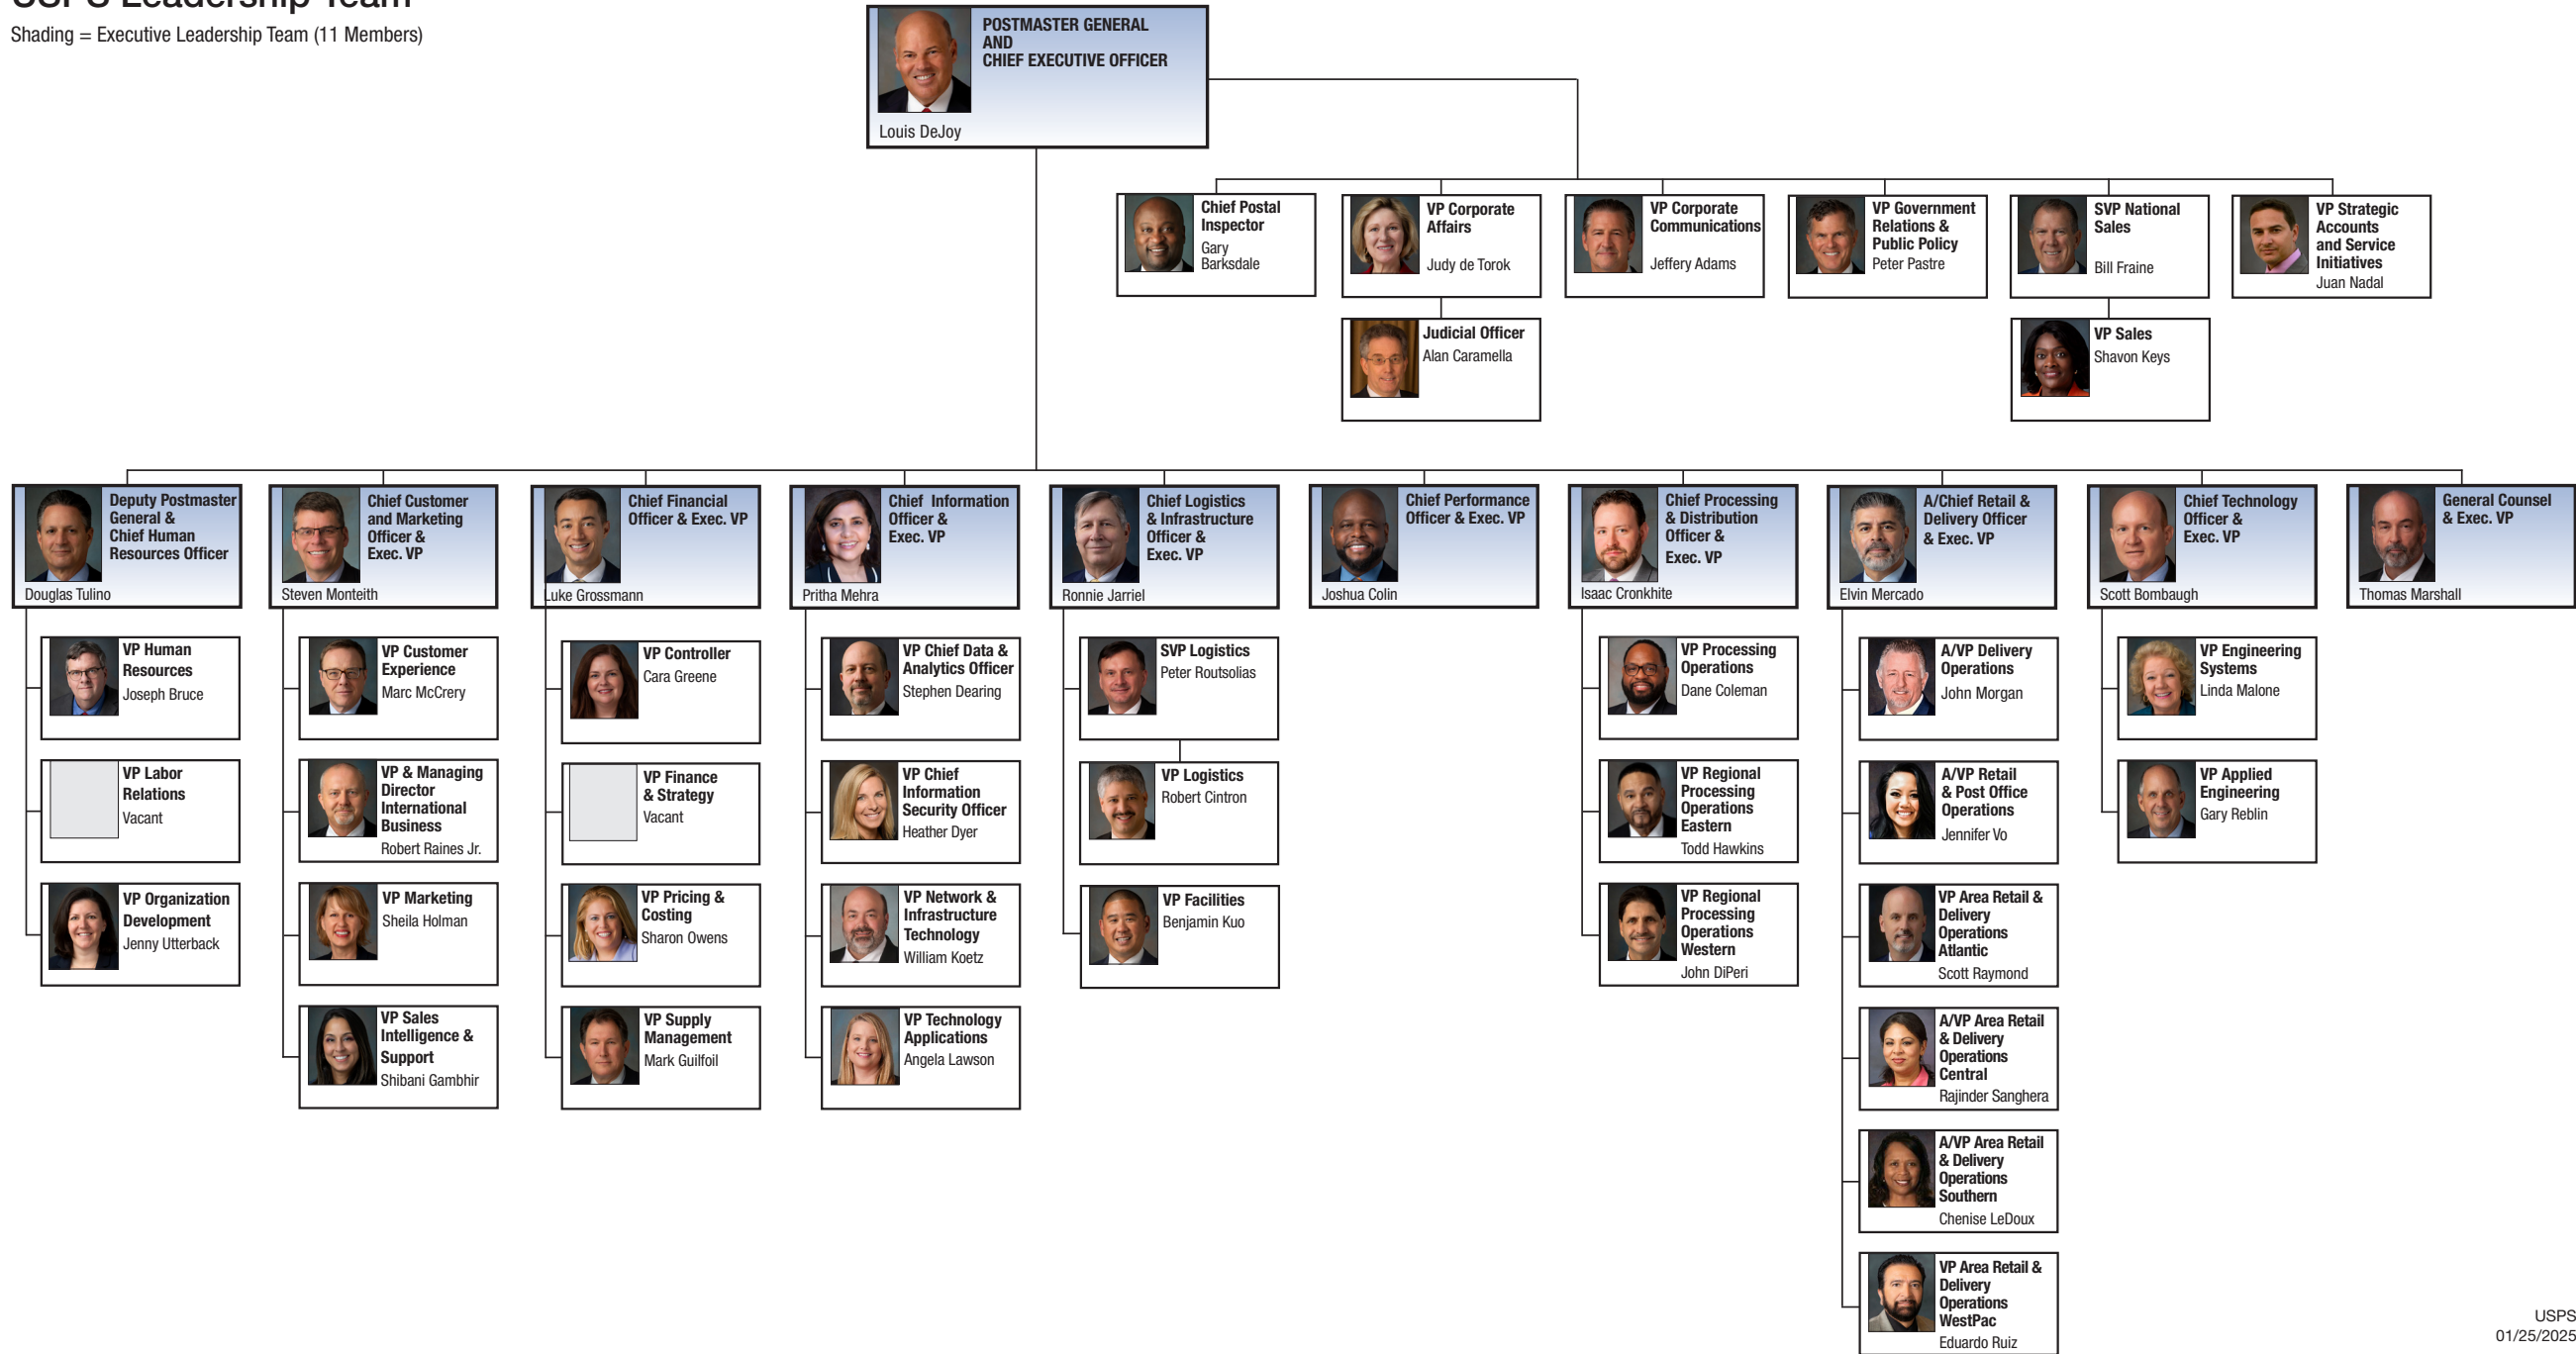 USPS Leadership Team
Shading = Executive Leadership Team (11 Members)
POSTMASTER GENERAL
AND
CHIEF EXECUTIVE OFFICER
Louis DeJoy
Chief Postal
Inspector
Gary
Barksdale
VP Corporate
Affairs
Judy de Torok
VP Corporate
Communications
Jeffery Adams
VP Government
Relations &
Public Policy
Peter Pastre
SVP National
Sales
Bill Fraine
VP Strategic
Accounts
and Service
Initiatives
Juan Nadal
Judicial Officer
Alan Caramella
VP Sales
Shavon Keys
Deputy Postmaster
General &
Chief Human
Resources Officer
Douglas Tulino
Chief Customer
and Marketing
Officer &
Exec. VP
Steven Monteith
Chief Financial
Officer & Exec. VP
Luke Grossmann
Chief Information
Officer &
Exec. VP
Pritha Mehra
Chief Logistics
& Infrastructure
Officer &
Exec. VP
Ronnie Jarriel
Chief Performance
Officer & Exec. VP
Joshua Colin
Chief Processing
& Distribution
Officer &
Exec. VP
Isaac Cronkhite
A/Chief Retail &
Delivery Officer
& Exec. VP
Elvin Mercado
Chief Technology
Officer &
Exec. VP
Scott Bombaugh
General Counsel
& Exec. VP
Thomas Marshall
VP Human
Resources
Joseph Bruce
VP Labor
Relations
Vacant
VP Organization
Development
Jenny Utterback
VP Customer
Experience
Marc McCrery
VP & Managing
Director
International
Business
Robert Raines Jr.
VP Marketing
Sheila Holman
VP Sales
Intelligence &
Support
Shibani Gambhir
VP Controller
Cara Greene
VP Finance
& Strategy
Vacant
VP Pricing &
Costing
Sharon Owens
VP Supply
Management
Mark Guilfoil
VP Chief Data &
Analytics Officer
Stephen Dearing
VP Chief
Information
Security Officer
Heather Dyer
VP Network &
Infrastructure
Technology
William Koetz
VP Technology
Applications
Angela Lawson
SVP Logistics
Peter Routsolias
VP Logistics
Robert Cintron
VP Facilities
Benjamin Kuo
VP Processing
Operations
Dane Coleman
VP Regional
Processing
Operations
Eastern
Todd Hawkins
VP Regional
Processing
Operations
Western
John DiPeri
A/VP Delivery
Operations
John Morgan
A/VP Retail
& Post Office
Operations
Jennifer Vo
VP Area Retail &
Delivery
Operations
Atlantic
Scott Raymond
A/VP Area Retail
& Delivery
Operations
Central
Rajinder Sanghera
A/VP Area Retail
& Delivery
Operations
Southern
Chenise LeDoux
VP Area Retail &
Delivery
Operations
WestPac
Eduardo Ruiz
VP Engineering
Systems
Linda Malone
VP Applied
Engineering
Gary Reblin
USPS
01/25/2025